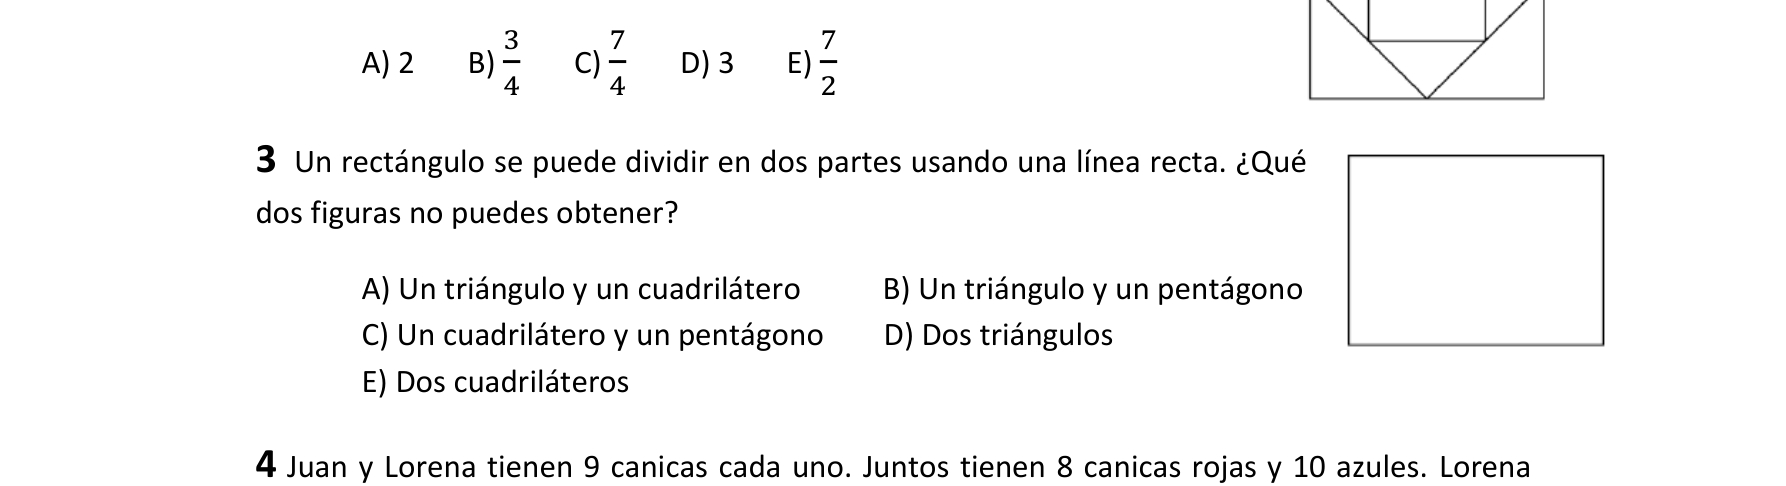 A) 2 B) 3/4 C) 7/4 D) 3 E) 7/2
3 Un rectángulo se puede dividir en dos partes usando una línea recta. ¿Qué
dos figuras no puedes obtener?
A) Un triángulo y un cuadrilátero B) Un triángulo y un pentágono
C) Un cuadrilátero y un pentágono D) Dos triángulos
E) Dos cuadriláteros
4 Juan y Lorena tienen 9 canicas cada uno. Juntos tienen 8 canicas rojas y 10 azules. Lorena